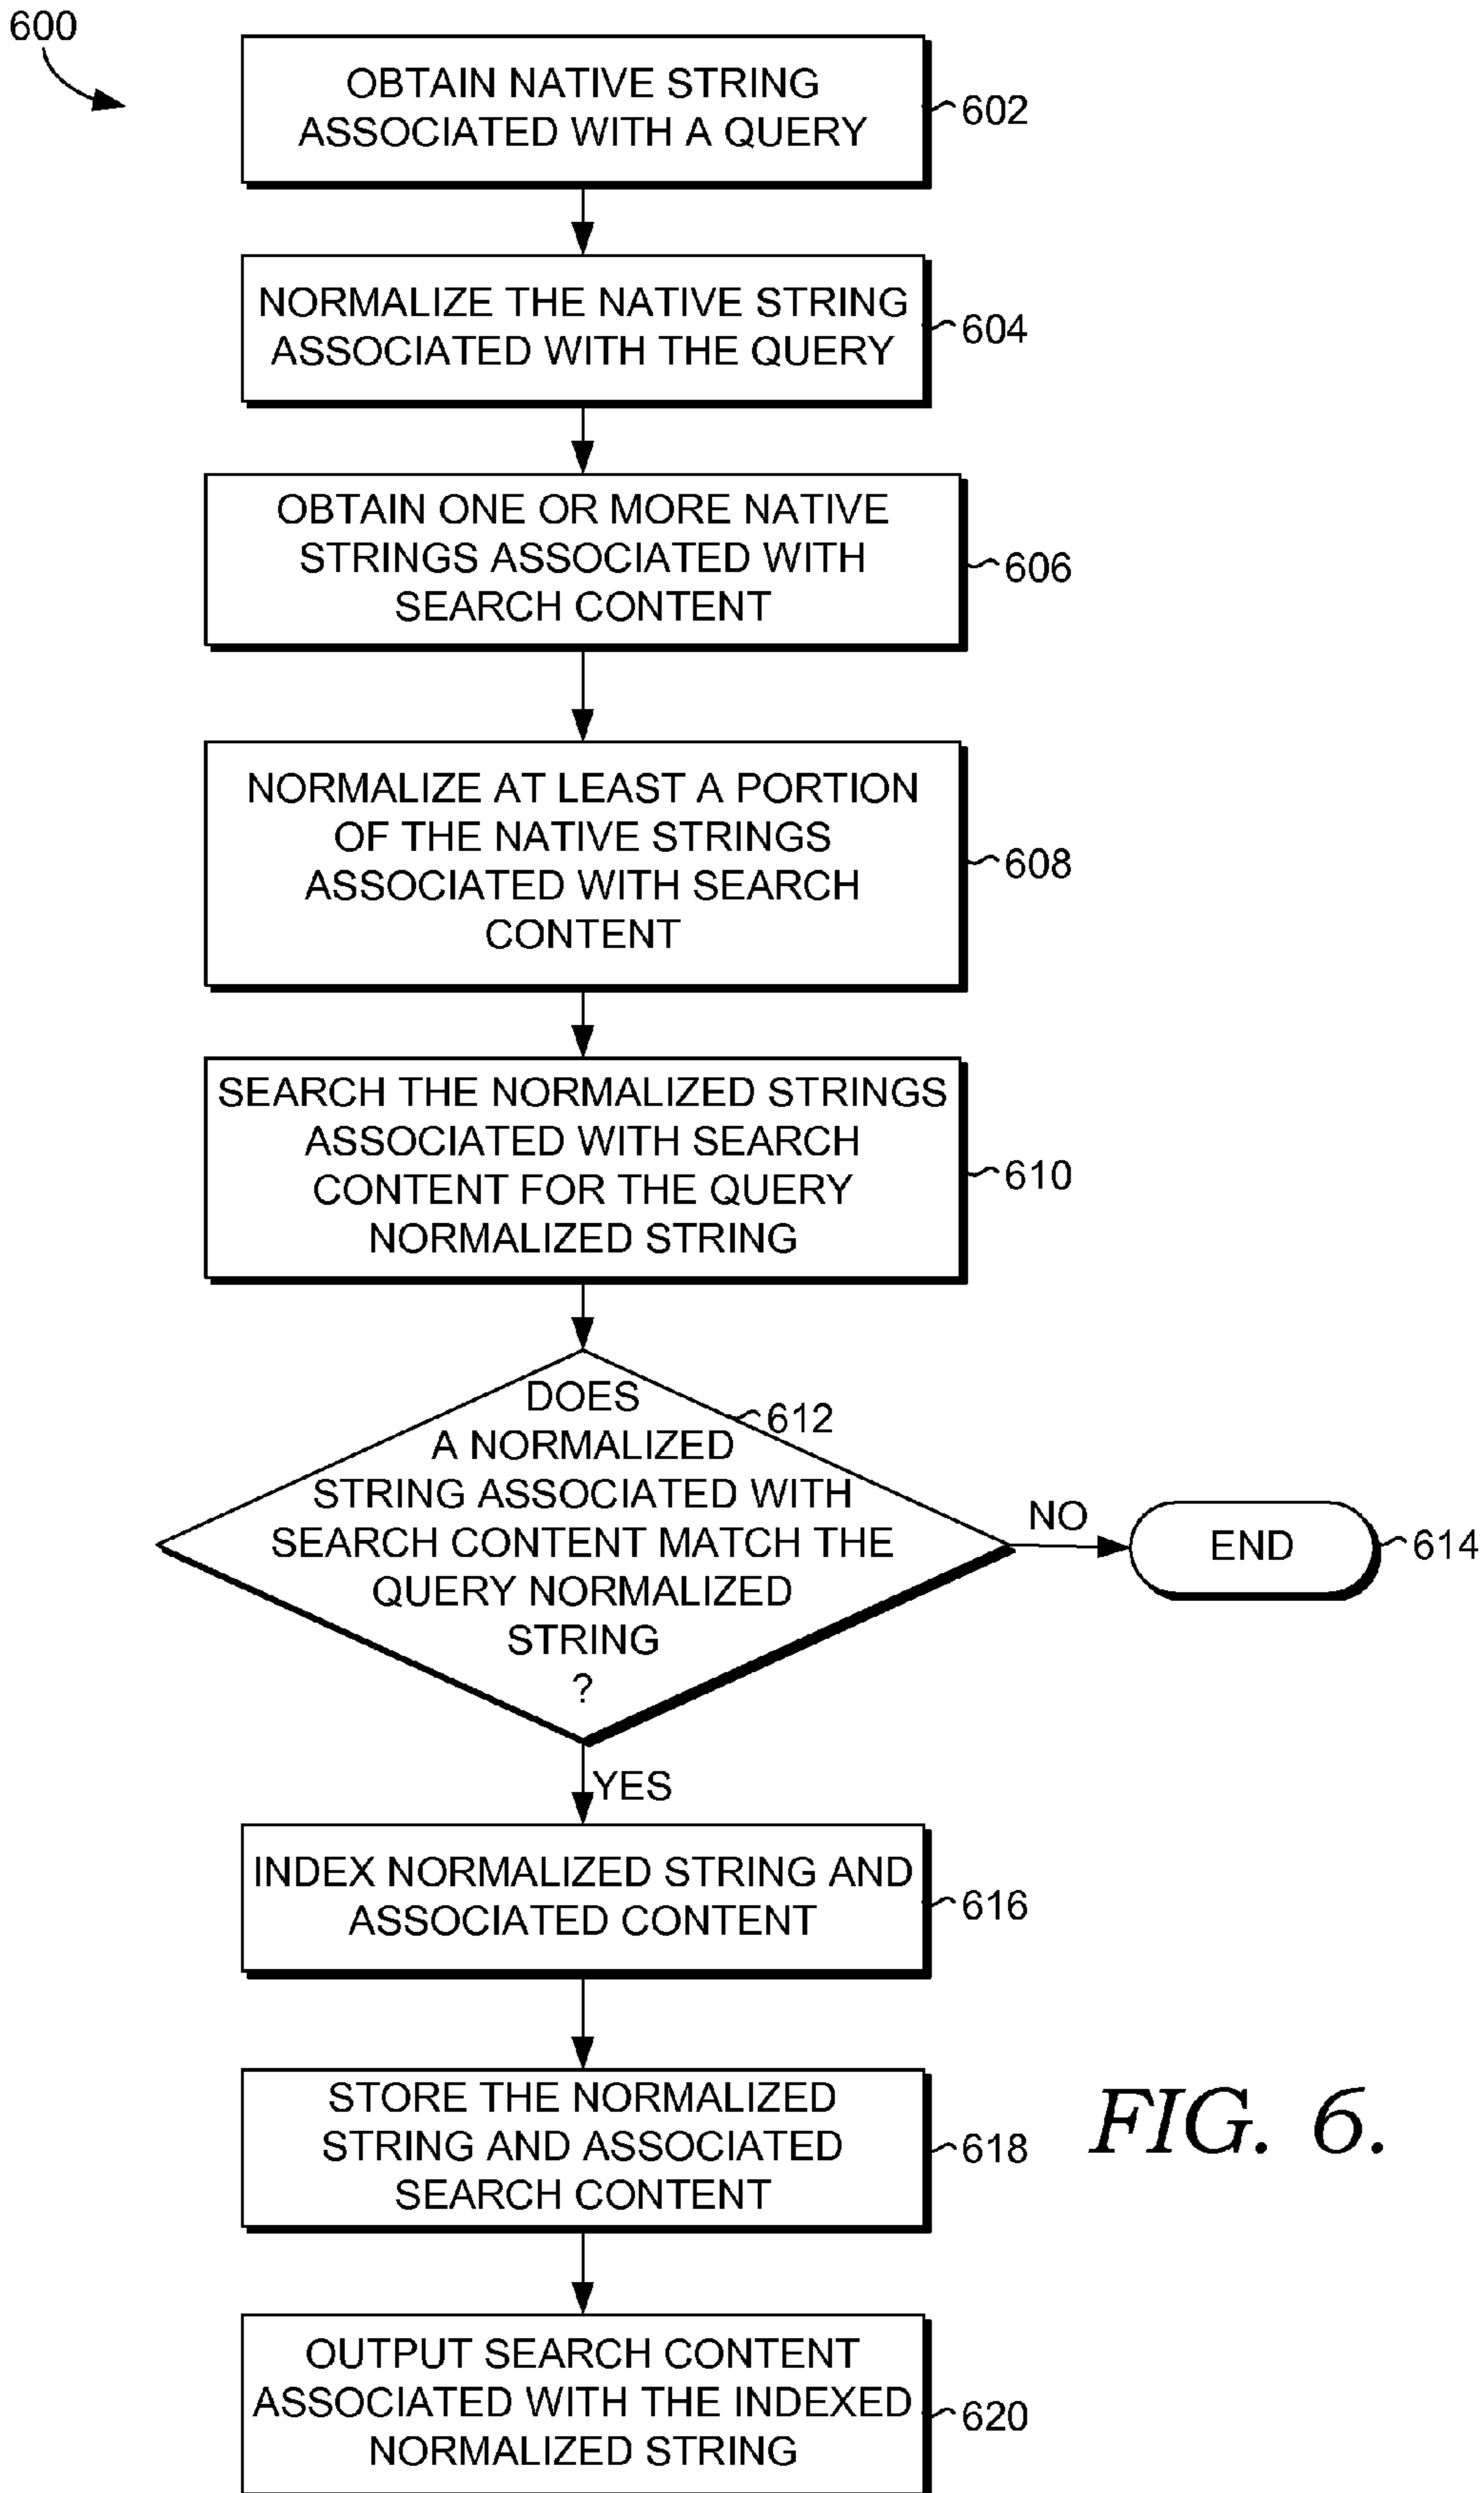 600
OBTAIN NATIVE STRING
ASSOCIATED WITH A QUERY
602
NORMALIZE THE NATIVE STRING
ASSOCIATED WITH THE QUERY
604
OBTAIN ONE OR MORE NATIVE
STRINGS ASSOCIATED WITH
SEARCH CONTENT
606
NORMALIZE AT LEAST A PORTION
OF THE NATIVE STRINGS
ASSOCIATED WITH SEARCH
CONTENT
608
SEARCH THE NORMALIZED STRINGS
ASSOCIATED WITH SEARCH
CONTENT FOR THE QUERY
NORMALIZED STRING
610
DOES
A NORMALIZED
STRING ASSOCIATED WITH
SEARCH CONTENT MATCH THE
QUERY NORMALIZED
STRING
?
612
NO
END
614
YES
INDEX NORMALIZED STRING AND
ASSOCIATED CONTENT
616
STORE THE NORMALIZED
STRING AND ASSOCIATED
SEARCH CONTENT
618
FIG. 6.
OUTPUT SEARCH CONTENT
ASSOCIATED WITH THE INDEXED
NORMALIZED STRING
620